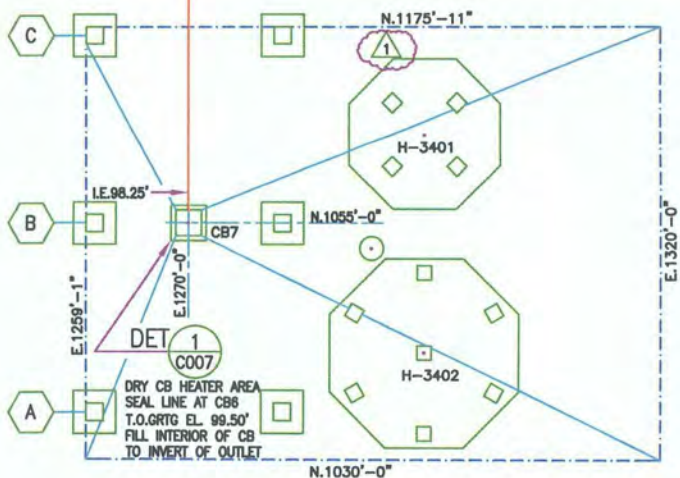 C
N.1175'-11"
1
H-3401
I.E.98.25'
B
CB7
N.1055'-0"
E.1259'-1"
E.1270'-0"
E.1320'-0"
DET
1
C007
H-3402
DRY CB HEATER AREA
SEAL LINE AT CB6
T.O.GRTG EL. 99.50'
FILL INTERIOR OF CB
TO INVERT OF OUTLET
A
N.1030'-0"